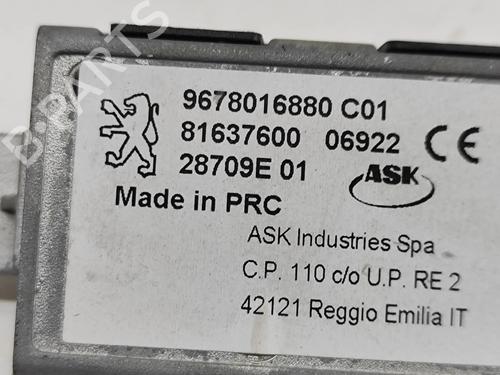 B-PARTS
9678016880 C01
81637600 06922 CE
28709E 01 ASK
Made in PRC
ASK Industries Spa
C.P. 110 c/o U.P. RE 2
42121 Reggio Emilia IT